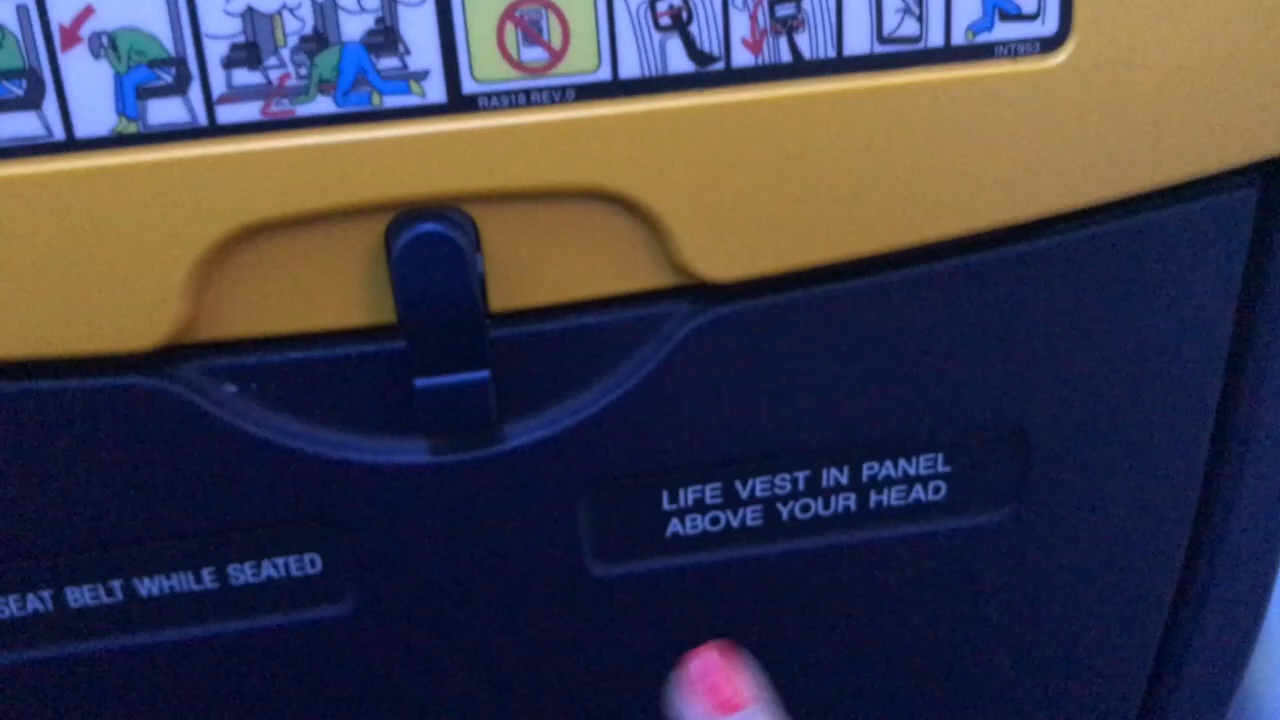 INT953
RA918 REV.0
LIFE VEST IN PANEL
ABOVE YOUR HEAD
SEAT BELT WHILE SEATED